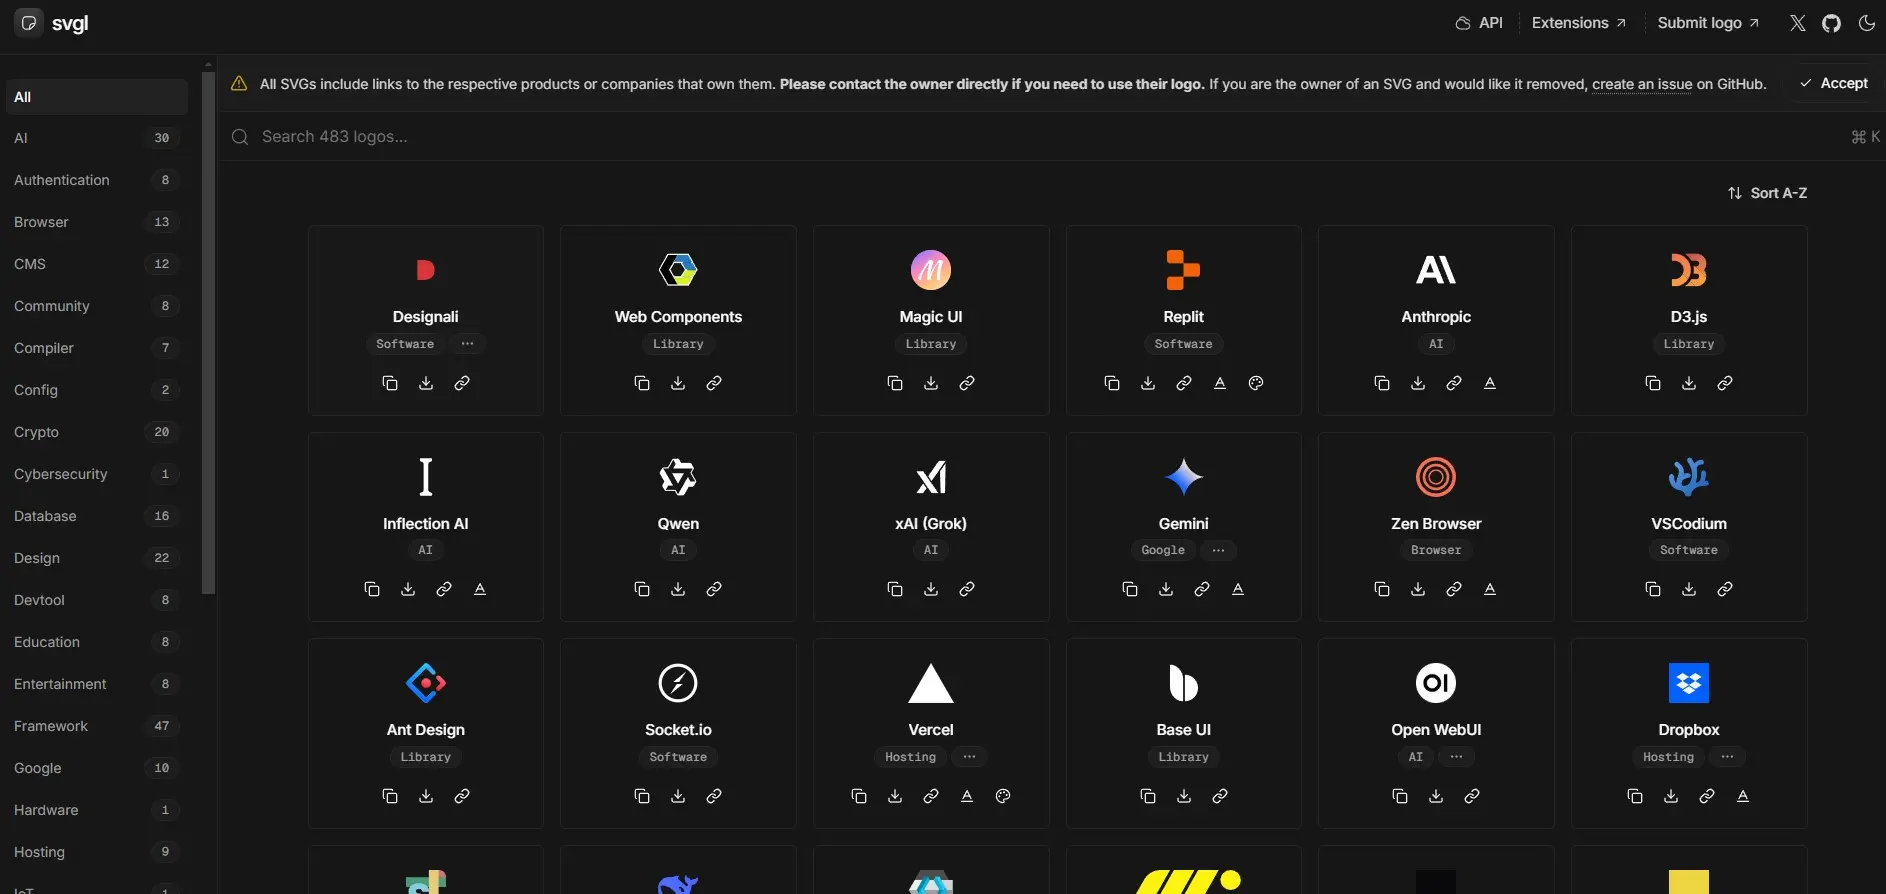 svgl
API
Extensions
Submit logo
All SVGs include links to the respective products or companies that own them. Please contact the owner directly if you need to use their logo. If you are the owner of an SVG and would like it removed, create an issue on GitHub.
Accept
All
AI 30
Authentication 8
Browser 13
CMS 12
Community 8
Compiler 7
Config 2
Crypto 20
Cybersecurity 1
Database 16
Design 22
Devtool 8
Education 8
Entertainment 8
Framework 47
Google 10
Hardware 1
Hosting 9
IoT 1
Search 483 logos...
⌘ K
Sort A-Z
Designali
Software ...
Web Components
Library
Magic UI
Library
Replit
Software
Anthropic
AI
D3.js
Library
Inflection AI
AI
Qwen
AI
xAI (Grok)
AI
Gemini
Google ...
Zen Browser
Browser
VSCodium
Software
Ant Design
Library
Socket.io
Software
Vercel
Hosting ...
Base UI
Library
Open WebUI
AI ...
Dropbox
Hosting ...